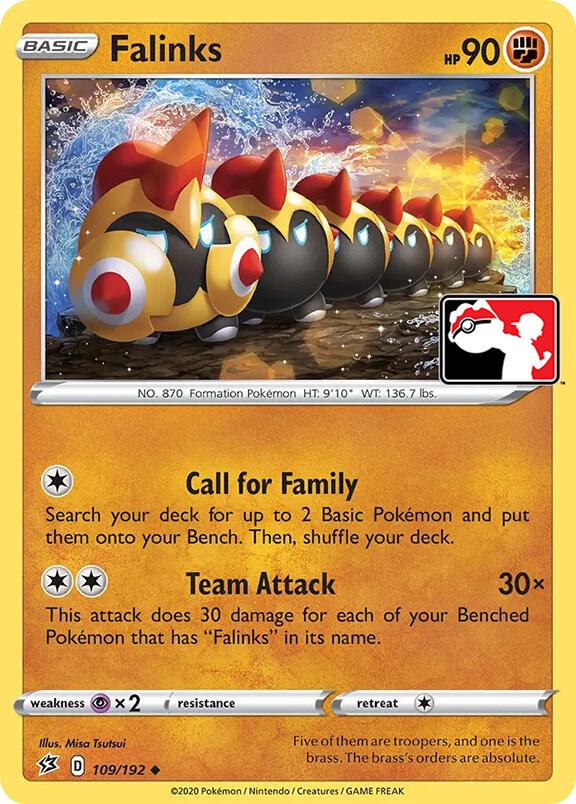 BASIC Falinks HP 90
NO. 870 Formation Pokémon HT: 9'10" WT: 136.7 lbs.
™
Call for Family
Search your deck for up to 2 Basic Pokémon and put
them onto your Bench. Then, shuffle your deck.
Team Attack 30×
This attack does 30 damage for each of your Benched
Pokémon that has “Falinks” in its name.
weakness ×2 resistance retreat
Illus. Misa Tsutsui
Five of them are troopers, and one is the
brass. The brass's orders are absolute.
D 109/192
©2020 Pokémon / Nintendo / Creatures / GAME FREAK